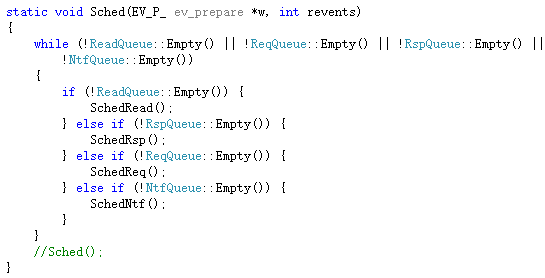 static void Sched(EV_P_ ev_prepare *w, int revents)
{
    while (!ReadQueue::Empty() || !ReqQueue::Empty() || !RspQueue::Empty() ||
        !NtfQueue::Empty())
    {
        if (!ReadQueue::Empty()) {
            SchedRead();
        } else if (!RspQueue::Empty()) {
            SchedRsp();
        } else if (!ReqQueue::Empty()) {
            SchedReq();
        } else if (!NtfQueue::Empty()) {
            SchedNtf();
        }
    }
    //Sched();
}